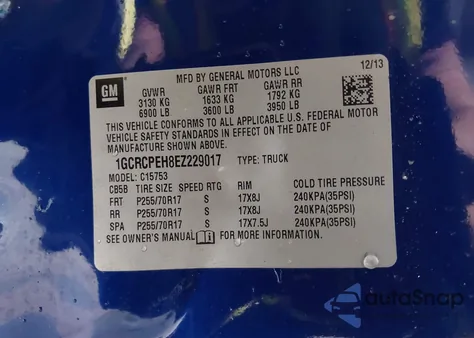 GM
MFD BY GENERAL MOTORS LLC 12/13
GVWR GAWR FRT GAWR RR
3130 KG 1633 KG 1792 KG
6900 LB 3600 LB 3950 LB
THIS VEHICLE CONFORMS TO ALL APPLICABLE U.S. FEDERAL MOTOR
VEHICLE SAFETY STANDARDS IN EFFECT ON THE DATE OF
MANUFACTURE SHOWN ABOVE.
1GCRCPEH8EZ229017 TYPE: TRUCK
MODEL: C15753
CB5B TIRE SIZE SPEED RTG RIM COLD TIRE PRESSURE
FRT P255/70R17 S 17X8J 240KPA(35PSI)
RR P255/70R17 S 17X8J 240KPA(35PSI)
SPA P255/70R17 S 17X7.5J 240KPA(35PSI)
SEE OWNER'S MANUAL FOR MORE INFORMATION.
autoSnap